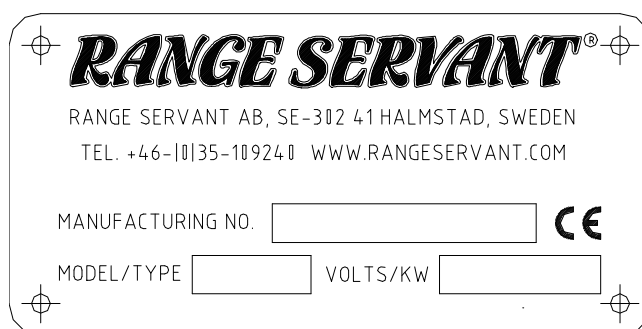 RANGE SERVANT®
RANGE SERVANT AB, SE-302 41 HALMSTAD, SWEDEN
TEL. +46-|0|35-109240 WWW.RANGESERVANT.COM
MANUFACTURING NO. CE
MODEL/TYPE VOLTS/KW